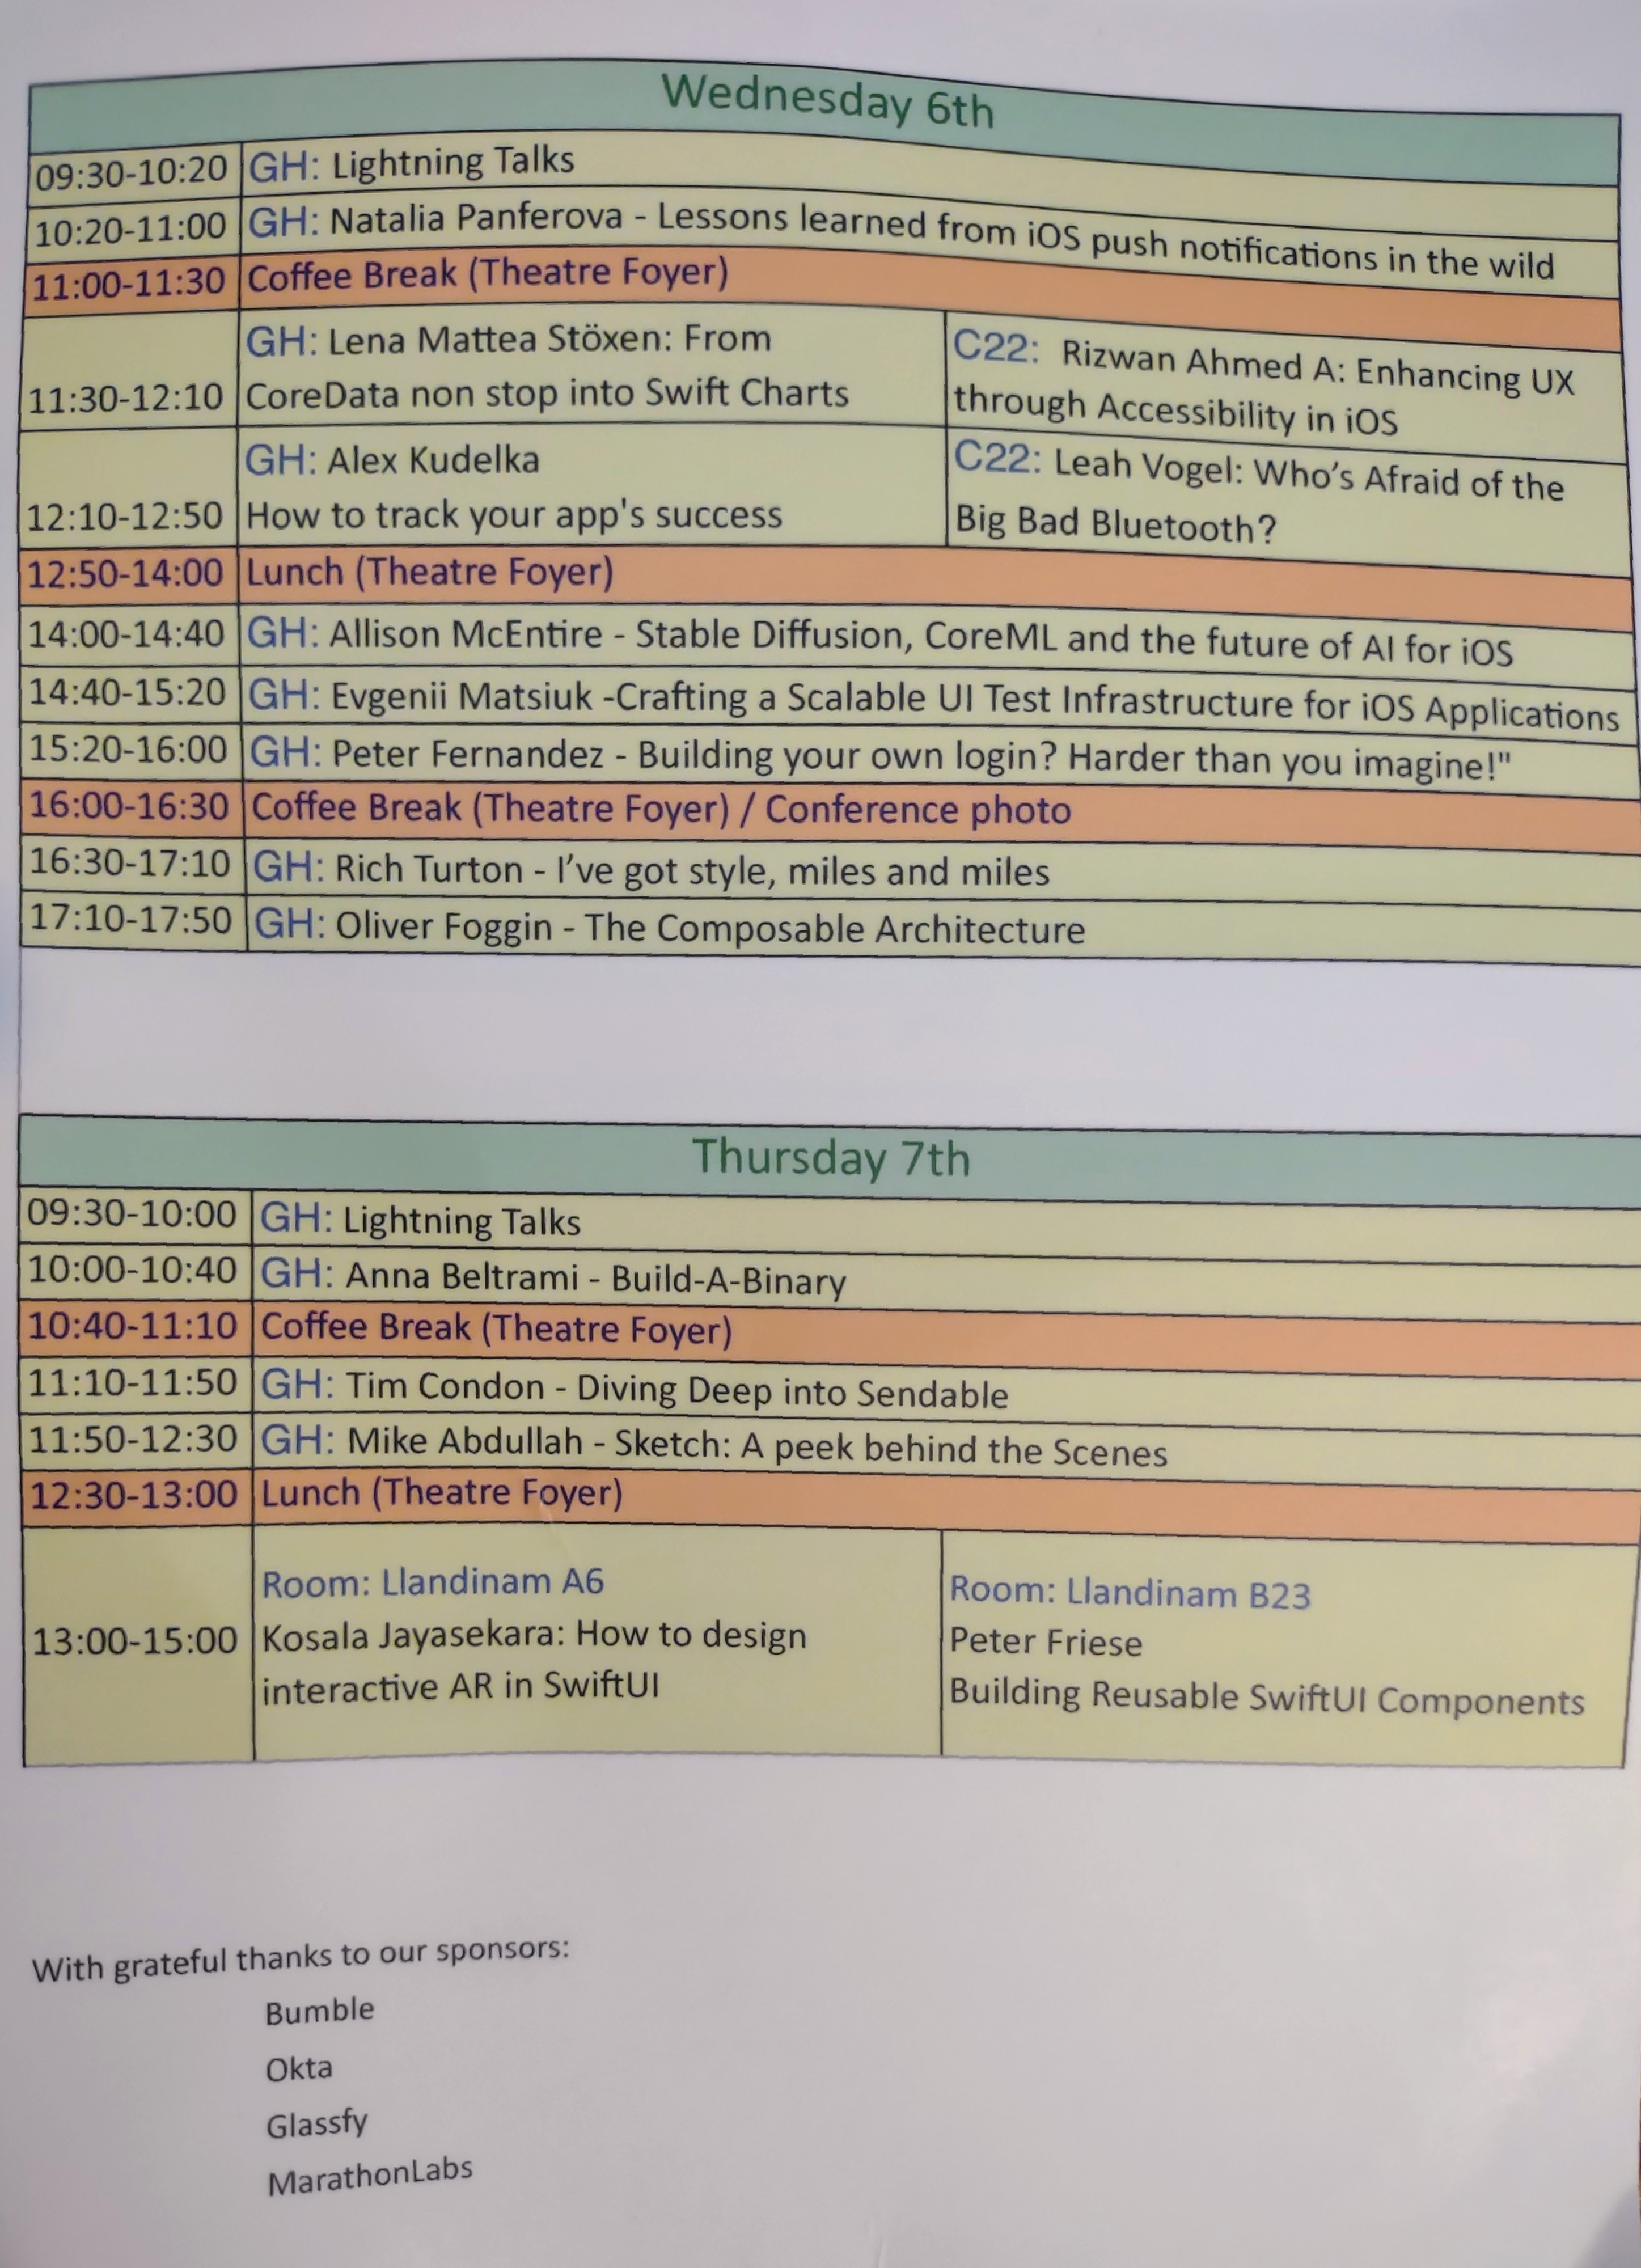 Wednesday 6th
09:30-10:20 GH: Lightning Talks
10:20-11:00 GH: Natalia Panferova - Lessons learned from iOS push notifications in the wild
11:00-11:30 Coffee Break (Theatre Foyer)
GH: Lena Mattea Stöxen: From
11:30-12:10 CoreData non stop into Swift Charts
C22: Rizwan Ahmed A: Enhancing UX
through Accessibility in iOS
GH: Alex Kudelka
12:10-12:50 How to track your app's success
C22: Leah Vogel: Who’s Afraid of the
Big Bad Bluetooth?
12:50-14:00 Lunch (Theatre Foyer)
14:00-14:40 GH: Allison McEntire - Stable Diffusion, CoreML and the future of AI for iOS
14:40-15:20 GH: Evgenii Matsiuk -Crafting a Scalable UI Test Infrastructure for iOS Applications
15:20-16:00 GH: Peter Fernandez - Building your own login? Harder than you imagine!"
16:00-16:30 Coffee Break (Theatre Foyer) / Conference photo
16:30-17:10 GH: Rich Turton - I’ve got style, miles and miles
17:10-17:50 GH: Oliver Foggin - The Composable Architecture
Thursday 7th
09:30-10:00 GH: Lightning Talks
10:00-10:40 GH: Anna Beltrami - Build-A-Binary
10:40-11:10 Coffee Break (Theatre Foyer)
11:10-11:50 GH: Tim Condon - Diving Deep into Sendable
11:50-12:30 GH: Mike Abdullah - Sketch: A peek behind the Scenes
12:30-13:00 Lunch (Theatre Foyer)
Room: Llandinam A6
13:00-15:00 Kosala Jayasekara: How to design
interactive AR in SwiftUI
Room: Llandinam B23
Peter Friese
Building Reusable SwiftUI Components
With grateful thanks to our sponsors:
Bumble
Okta
Glassfy
MarathonLabs